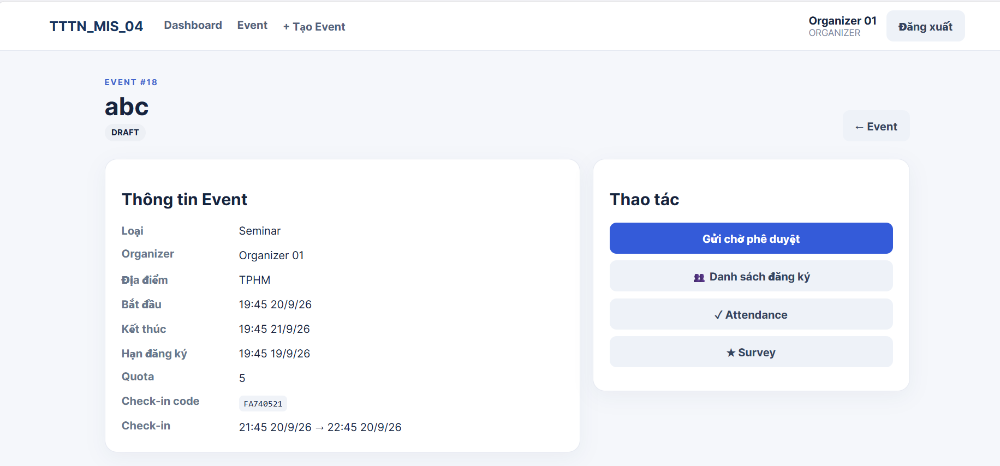 TTTN_MIS_04
Dashboard
Event
+ Tạo Event
Organizer 01
ORGANIZER
Đăng xuất
EVENT #18
abc
DRAFT
← Event
Thông tin Event
Loại Seminar
Organizer Organizer 01
Địa điểm TPHM
Bắt đầu 19:45 20/9/26
Kết thúc 19:45 21/9/26
Hạn đăng ký 19:45 19/9/26
Quota 5
Check-in code FA740521
Check-in 21:45 20/9/26 → 22:45 20/9/26
Thao tác
Gửi chờ phê duyệt
👥 Danh sách đăng ký
✓ Attendance
★ Survey